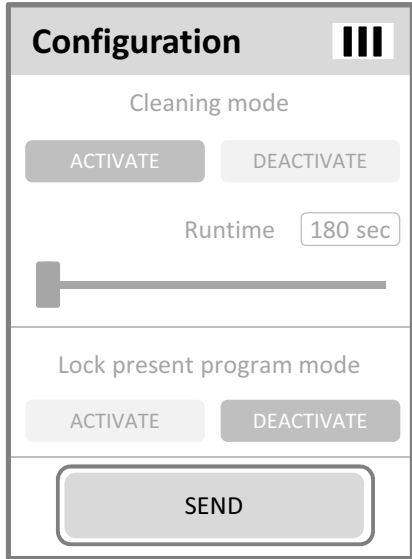 Configuration
Cleaning mode
ACTIVATE DEACTIVATE
Runtime 180 sec
Lock present program mode
ACTIVATE DEACTIVATE
SEND